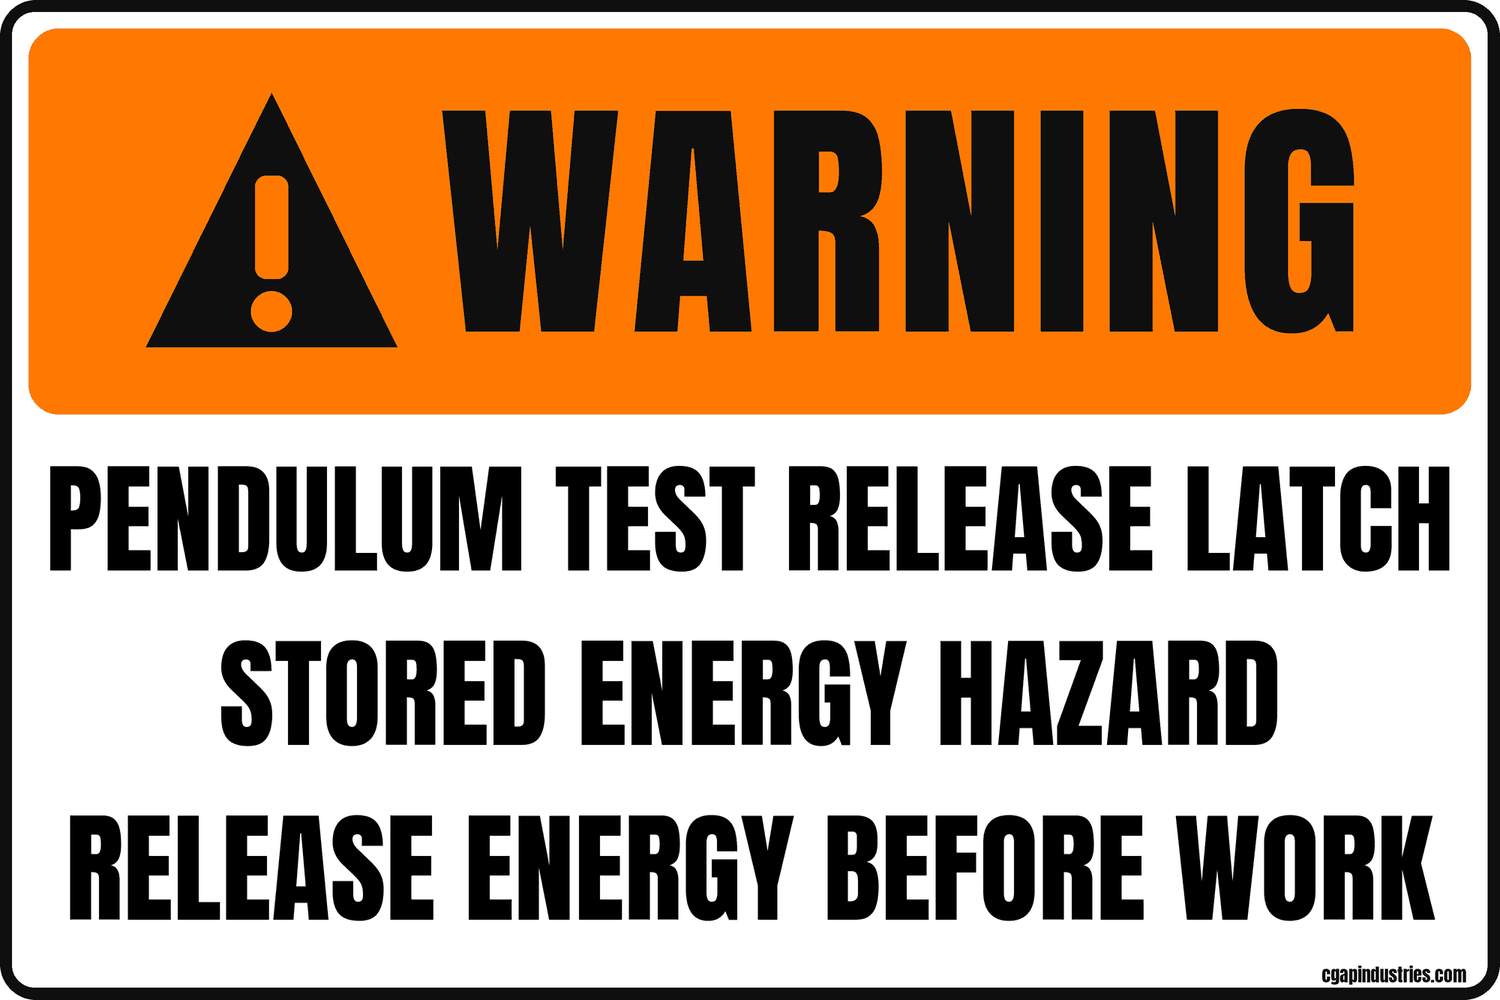 WARNING
PENDULUM TEST RELEASE LATCH
STORED ENERGY HAZARD
RELEASE ENERGY BEFORE WORK
cgapindustries.com